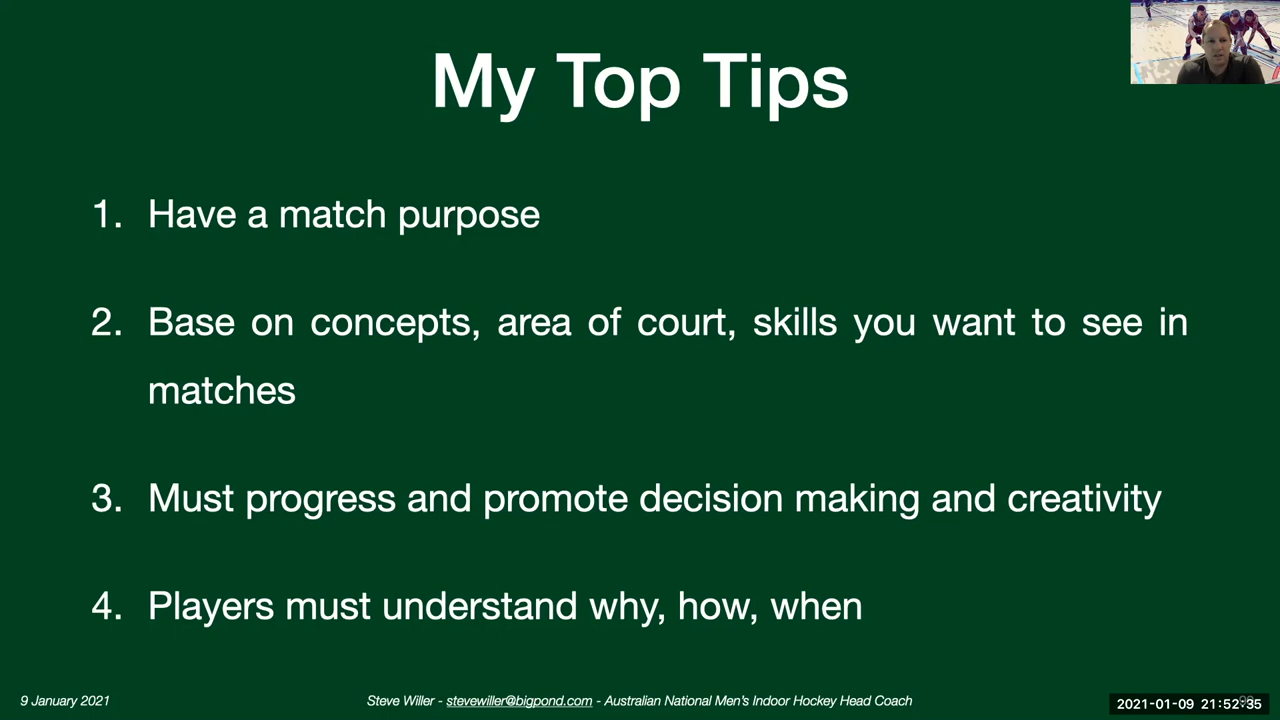 My Top Tips
1. Have a match purpose
2. Base on concepts, area of court, skills you want to see in
matches
3. Must progress and promote decision making and creativity
4. Players must understand why, how, when
9 January 2021
Steve Willer - stevewiller@bigpond.com - Australian National Men's Indoor Hockey Head Coach
2021-01-09 21:52:35